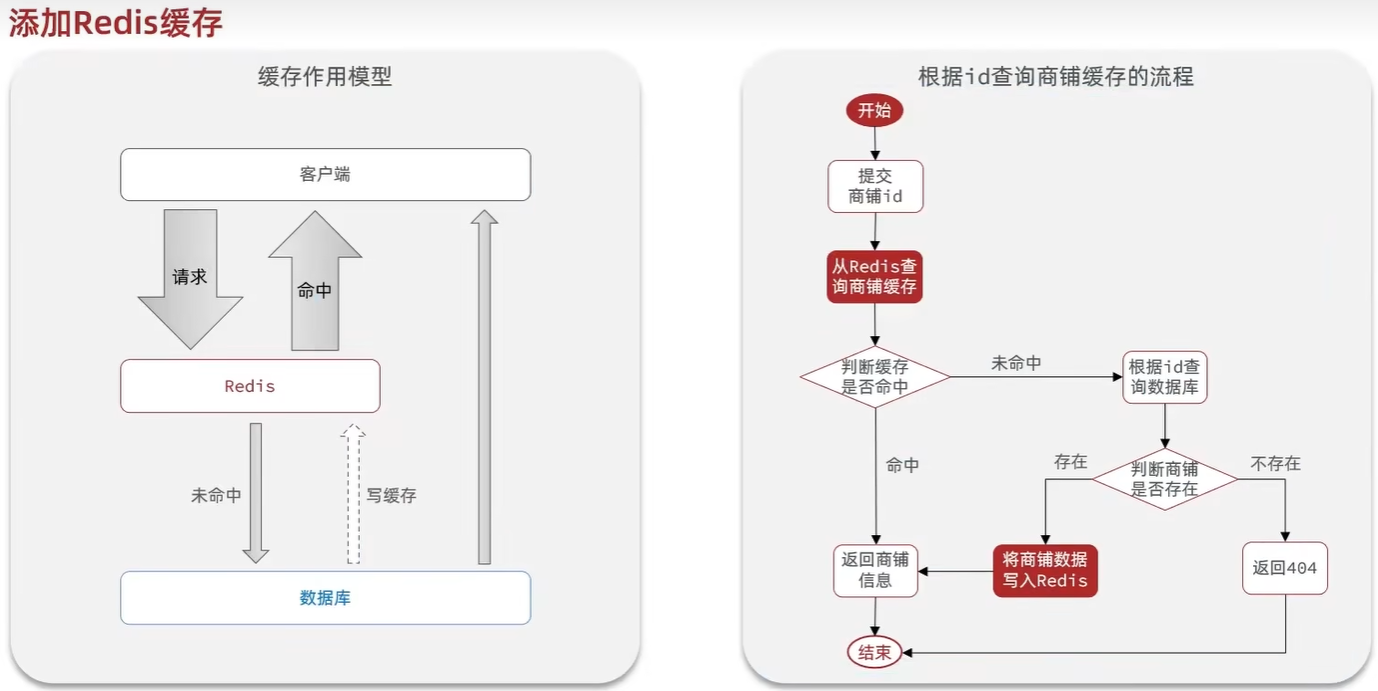 添加Redis缓存
缓存作用模型
客户端
请求
命中
Redis
未命中
写缓存
数据库
根据id查询商铺缓存的流程
开始
提交
商铺id
从Redis查
询商铺缓存
判断缓存
是否命中
未命中
根据id查
询数据库
命中
存在
判断商铺
是否存在
不存在
返回商铺
信息
将商铺数据
写入Redis
返回404
结束